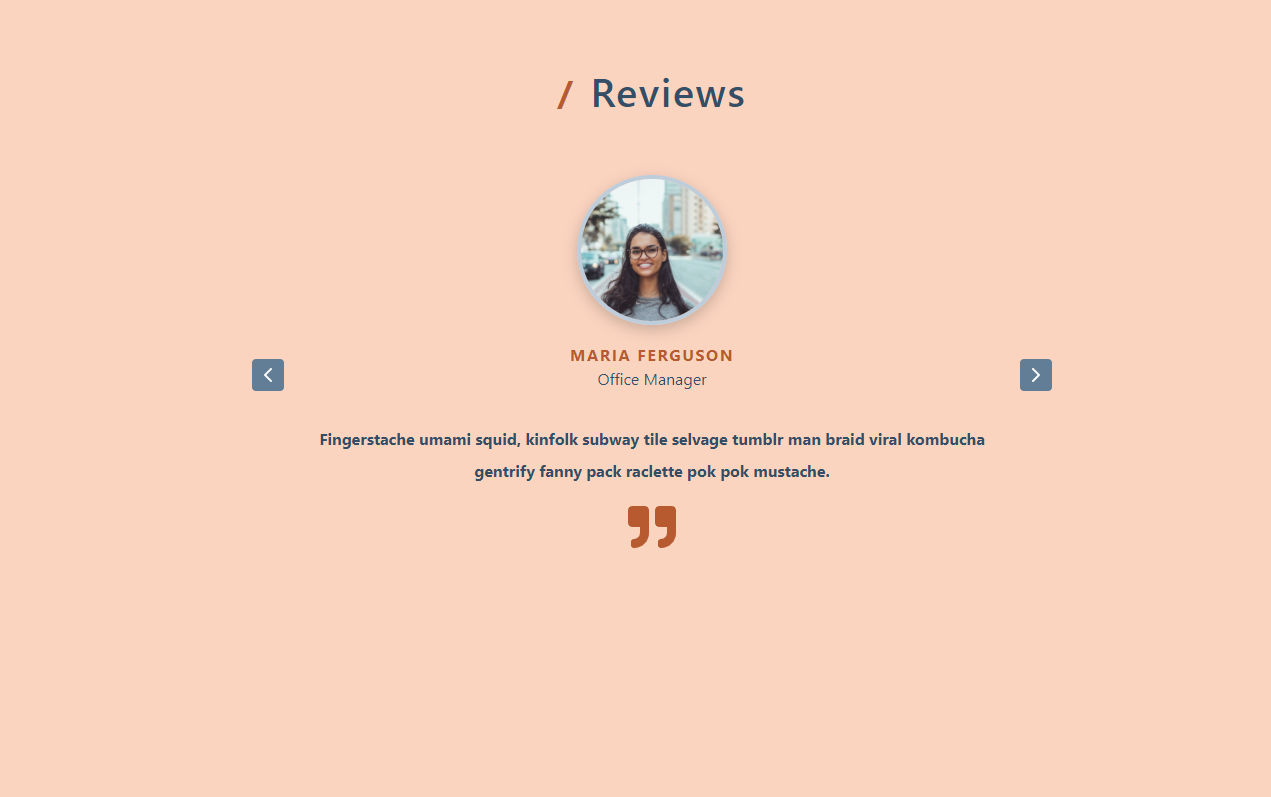 / Reviews
MARIA FERGUSON
Office Manager
Fingerstache umami squid, kinfolk subway tile selvage tumblr man braid viral kombucha
gentrify fanny pack raclette pok pok mustache.
”